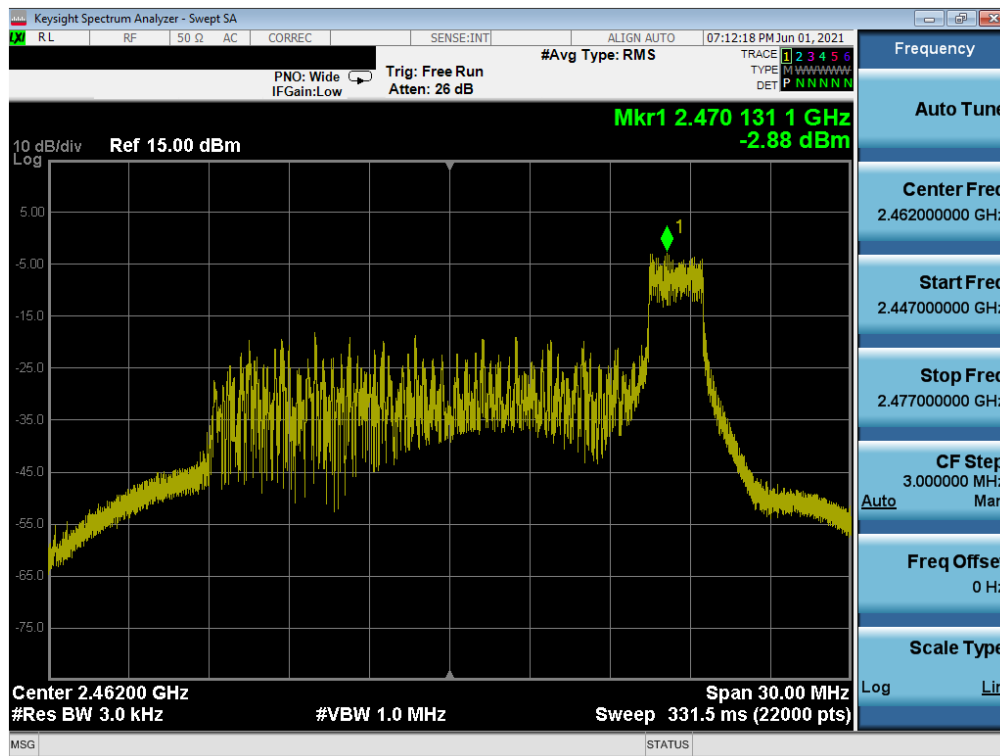 Keysight Spectrum Analyzer - Swept SA
LXI RL RF 50 Ω AC CORREC SENSE:INT ALIGN AUTO 07:12:18 PM Jun 01, 2021
PNO: Wide
IFGain:Low
Trig: Free Run
Atten: 26 dB
#Avg Type: RMS
TRACE 1 2 3 4 5 6
TYPE M W W W W W
DET P N N N N N
Mkr1 2.470 131 1 GHz
-2.88 dBm
10 dB/div Ref 15.00 dBm
Log
1
5.00
-5.00
-15.0
-25.0
-35.0
-45.0
-55.0
-65.0
-75.0
Center 2.46200 GHz Span 30.00 MHz
#Res BW 3.0 kHz #VBW 1.0 MHz Sweep 331.5 ms (22000 pts)
MSG STATUS
Frequency
Auto Tune
Center Freq
2.462000000 GHz
Start Freq
2.447000000 GHz
Stop Freq
2.477000000 GHz
CF Step
3.000000 MHz
Auto Man
Freq Offset
0 Hz
Scale Type
Log Lin